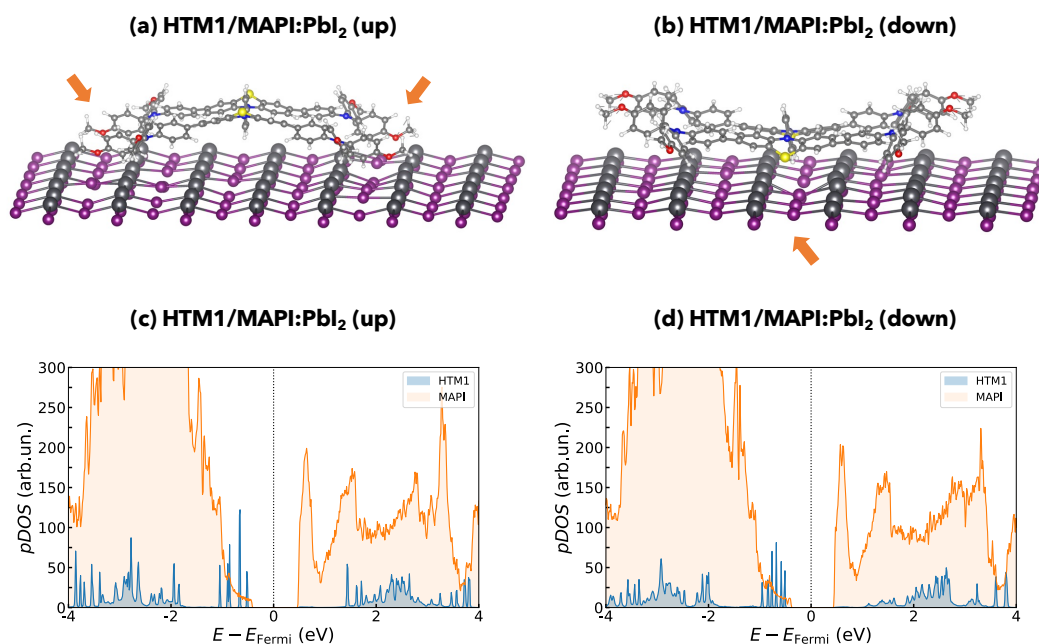 (a) HTM1/MAPI:PbI₂ (up)
(b) HTM1/MAPI:PbI₂ (down)
(c) HTM1/MAPI:PbI₂ (up)
300
250
200
150
100
50
0
pDOS (arb.un.)
HTM1
MAPI
-4 -2 0 2 4
E − E_Fermi (eV)
(d) HTM1/MAPI:PbI₂ (down)
300
250
200
150
100
50
0
pDOS (arb.un.)
HTM1
MAPI
-4 -2 0 2 4
E − E_Fermi (eV)